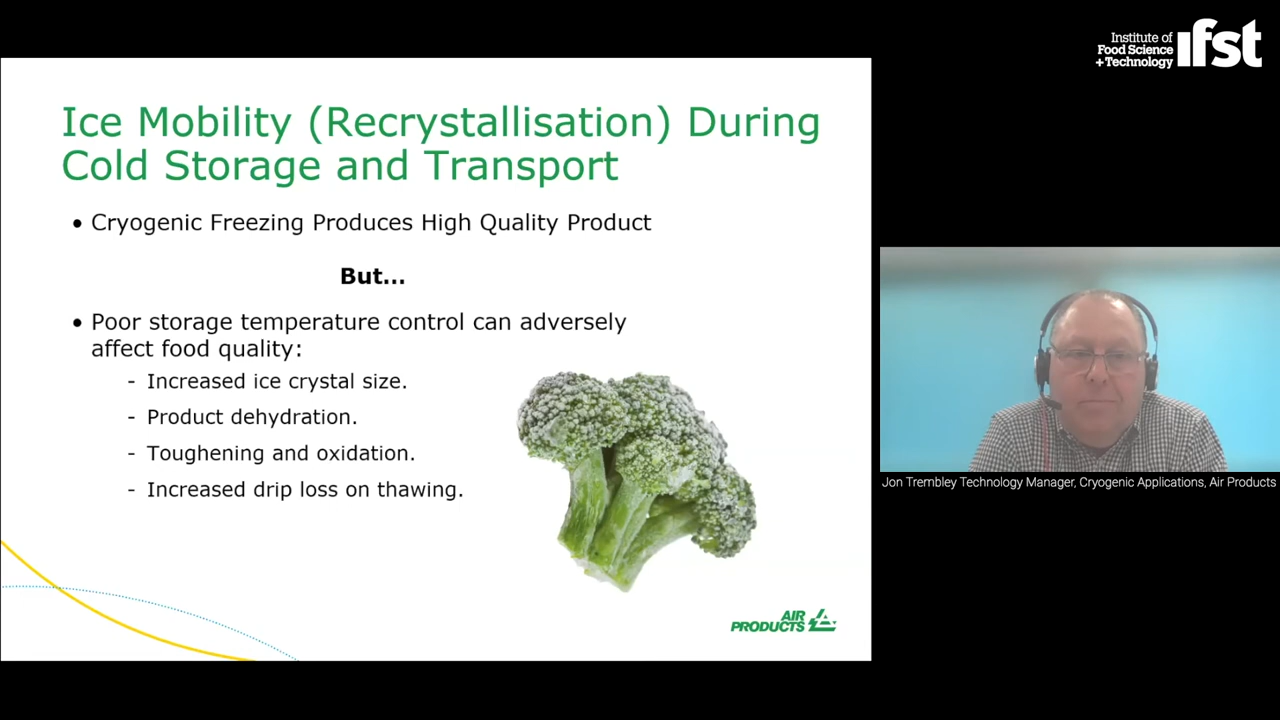 Institute of
Food Science
+Technology
ifst
Ice Mobility (Recrystallisation) During
Cold Storage and Transport
• Cryogenic Freezing Produces High Quality Product
But...
• Poor storage temperature control can adversely
affect food quality:
- Increased ice crystal size.
- Product dehydration.
- Toughening and oxidation.
- Increased drip loss on thawing.
AIR
PRODUCTS
Jon Trembley Technology Manager, Cryogenic Applications, Air Products